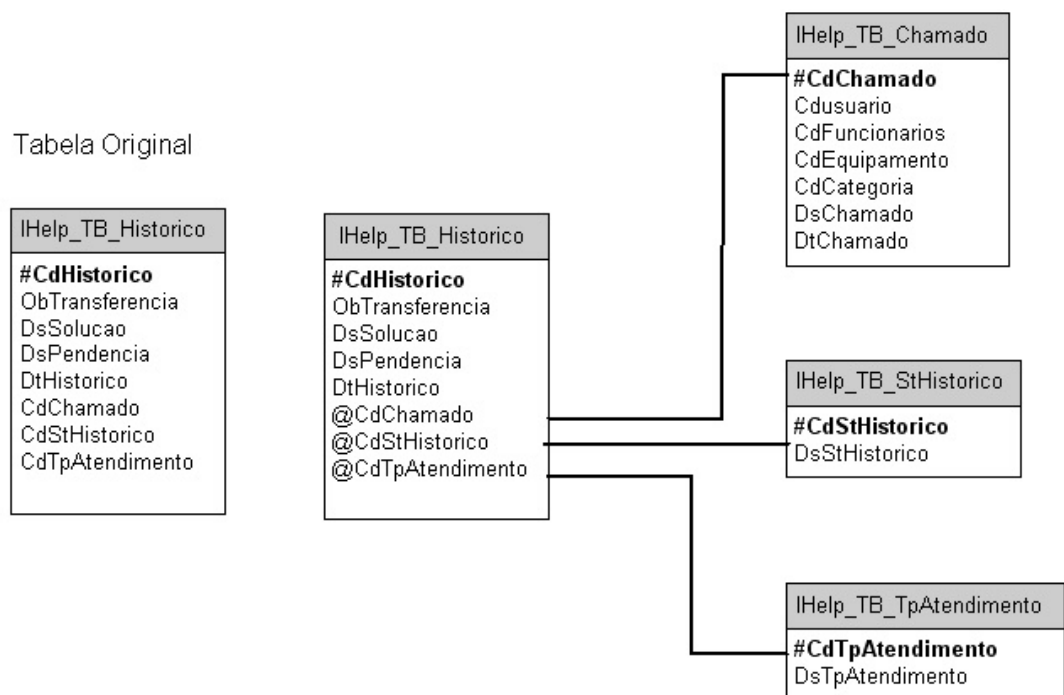 Tabela Original
IHelp_TB_Historico
#CdHistorico
ObTransferencia
DsSolucao
DsPendencia
DtHistorico
CdChamado
CdStHistorico
CdTpAtendimento
IHelp_TB_Historico
#CdHistorico
ObTransferencia
DsSolucao
DsPendencia
DtHistorico
@CdChamado
@CdStHistorico
@CdTpAtendimento
IHelp_TB_Chamado
#CdChamado
Cdusuario
CdFuncionarios
CdEquipamento
CdCategoria
DsChamado
DtChamado
IHelp_TB_StHistorico
#CdStHistorico
DsStHistorico
IHelp_TB_TpAtendimento
#CdTpAtendimento
DsTpAtendimento